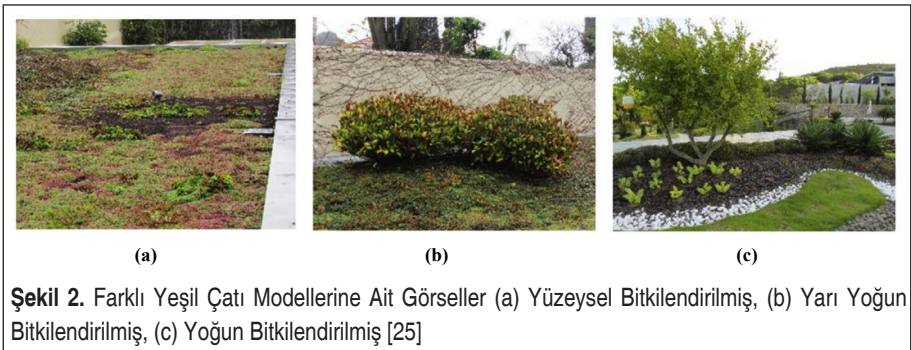 (a) (b) (c)
Şekil 2. Farklı Yeşil Çatı Modellerine Ait Görseller (a) Yüzeysel Bitkilendirilmiş, (b) Yarı Yoğun
Bitkilendirilmiş, (c) Yoğun Bitkilendirilmiş [25]